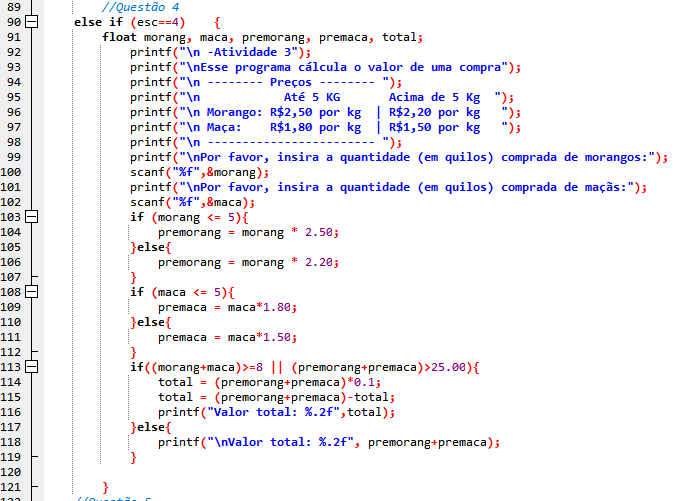 89 //Questão 4
90 else if (esc==4) {
91 float morang, maca, premorang, premaca, total;
92 printf("\n -Atividade 3");
93 printf("\nEsse programa cálcula o valor de uma compra");
94 printf("\n -------- Preços -------- ");
95 printf("\n Até 5 KG Acima de 5 Kg ");
96 printf("\n Morango: R$2,50 por kg | R$2,20 por kg ");
97 printf("\n Maça: R$1,80 por kg | R$1,50 por kg ");
98 printf("\n ------------------------ ");
99 printf("\nPor favor, insira a quantidade (em quilos) comprada de morangos:");
100 scanf("%f",&morang);
101 printf("\nPor favor, insira a quantidade (em quilos) comprada de maçãs:");
102 scanf("%f",&maca);
103 if (morang <= 5){
104 premorang = morang * 2.50;
105 }else{
106 premorang = morang * 2.20;
107 }
108 if (maca <= 5){
109 premaca = maca*1.80;
110 }else{
111 premaca = maca*1.50;
112 }
113 if((morang+maca)>=8 || (premorang+premaca)>25.00){
114 total = (premorang+premaca)*0.1;
115 total = (premorang+premaca)-total;
116 printf("Valor total: %.2f",total);
117 }else{
118 printf("\nValor total: %.2f", premorang+premaca);
119 }
120
121 }
122 //Questão 5